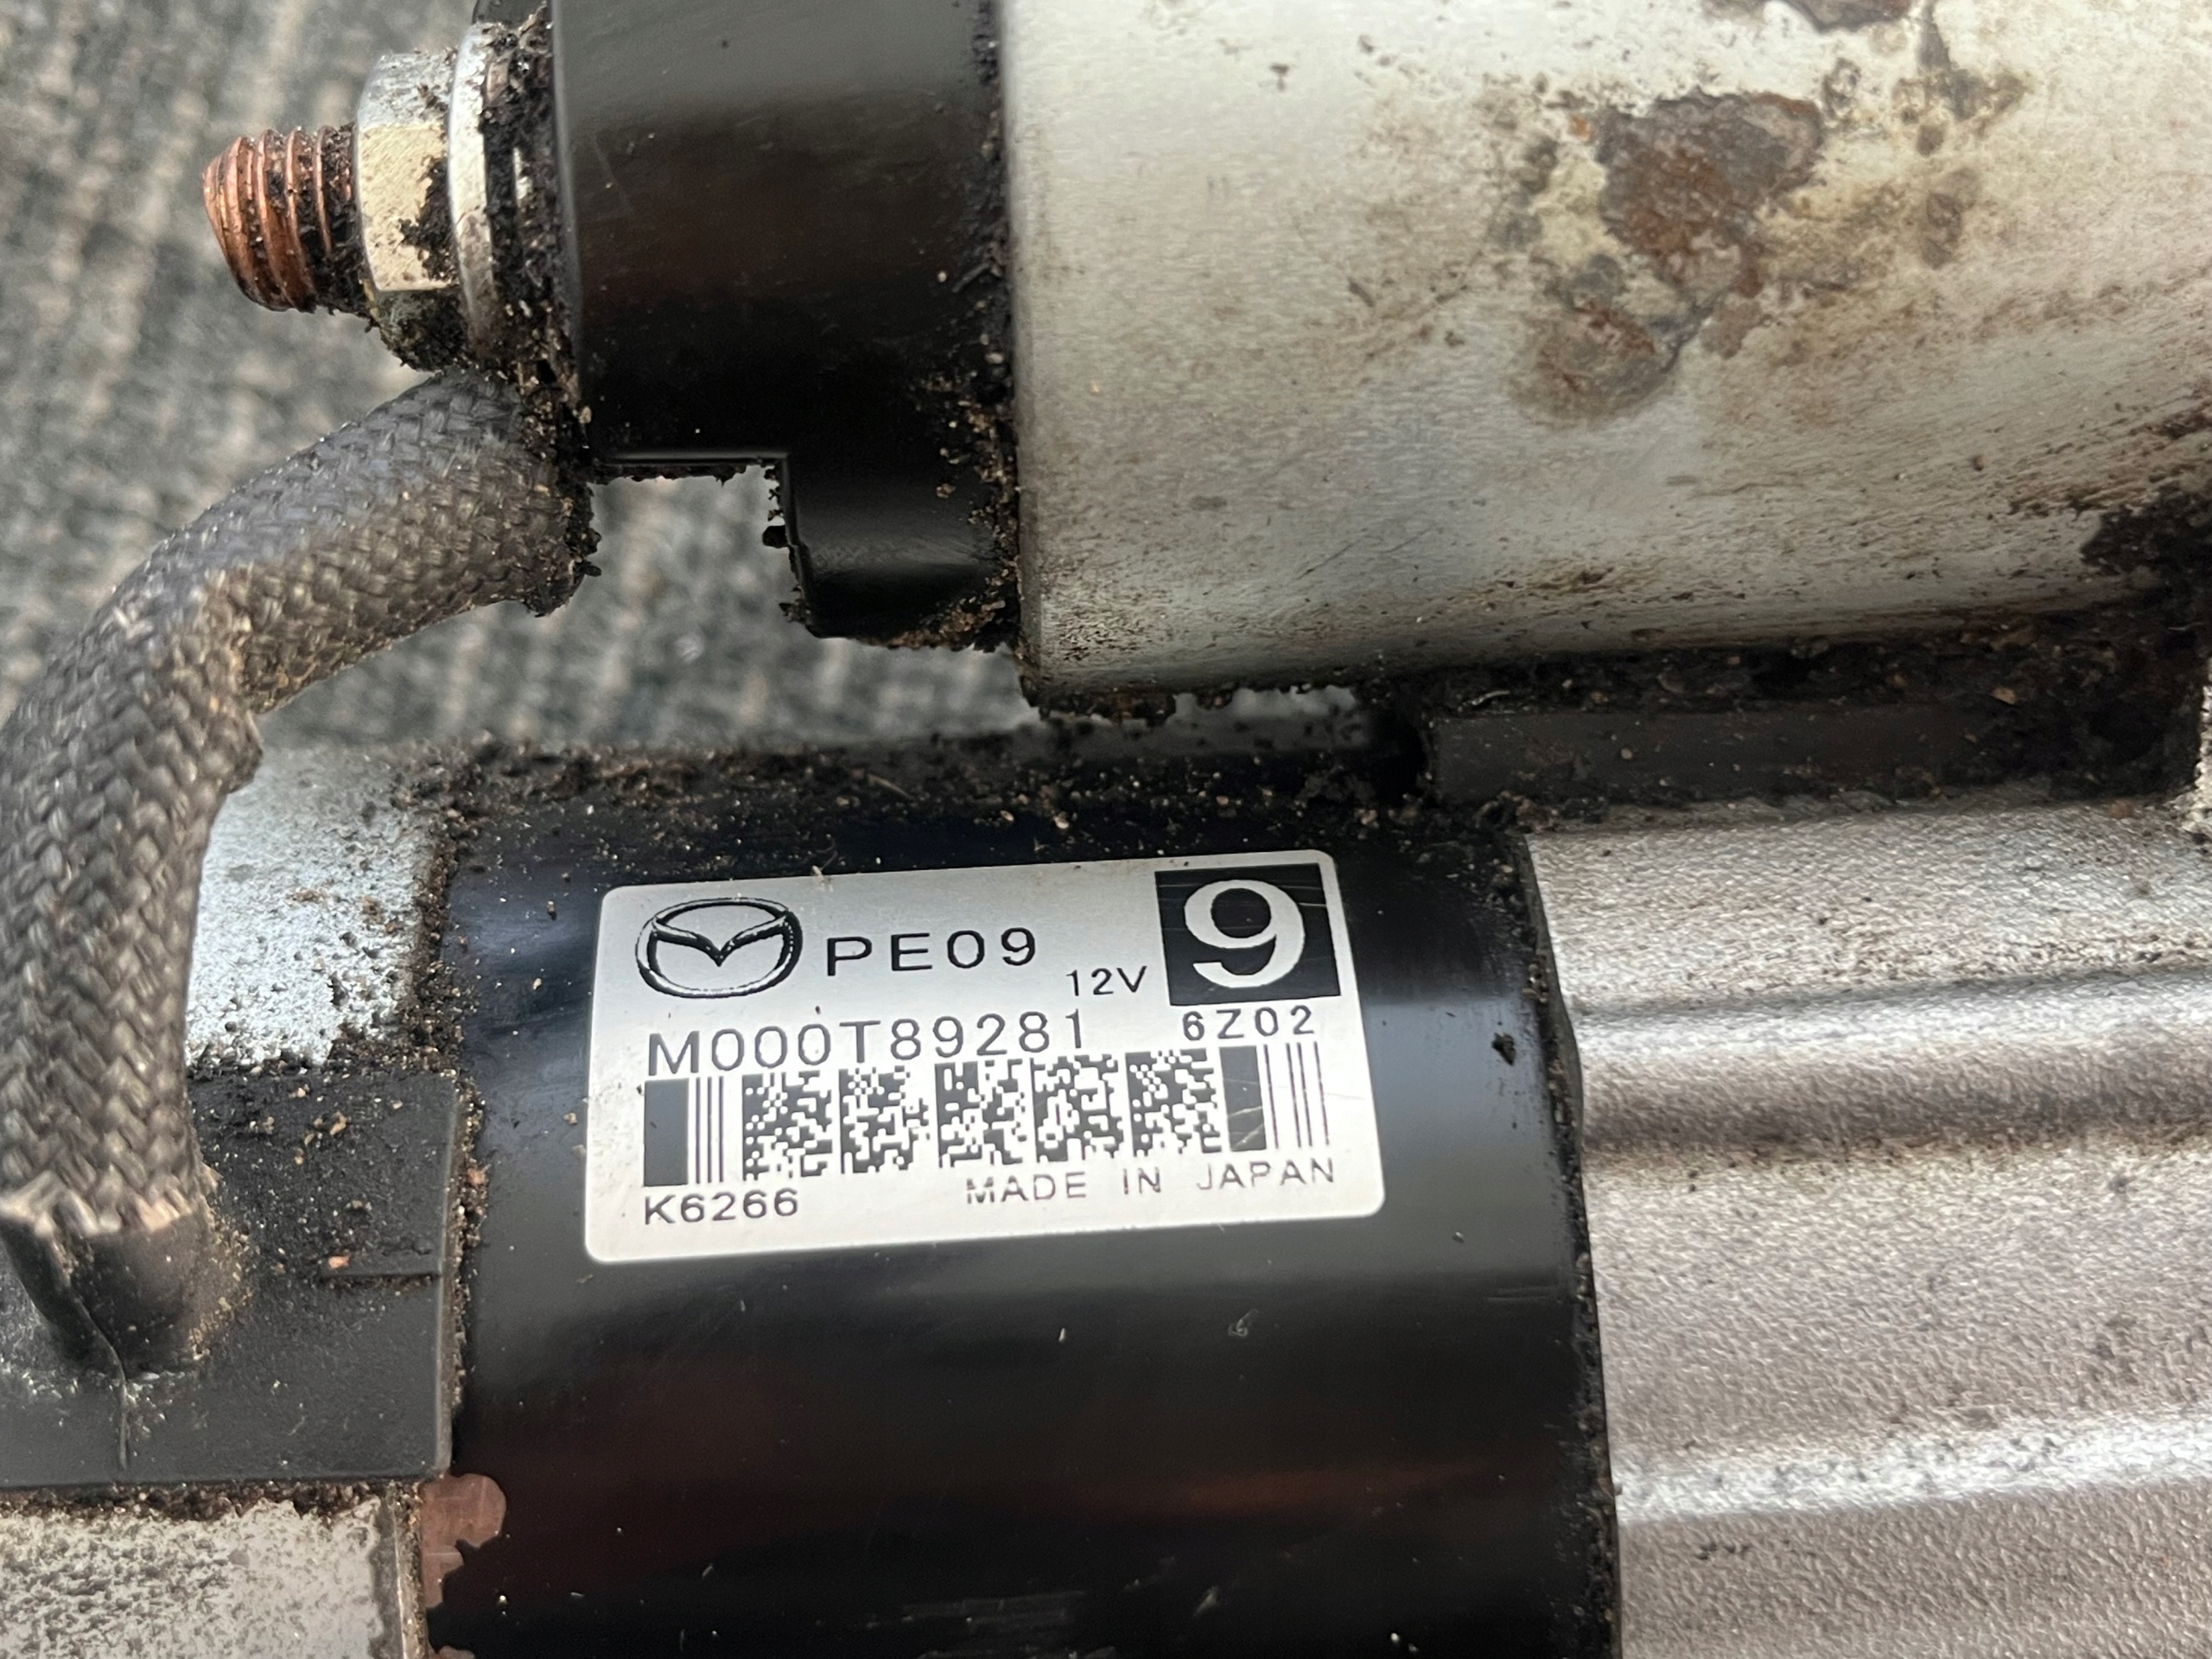 PE09
12V
9
M000T89281
6Z02
K6266
MADE IN JAPAN